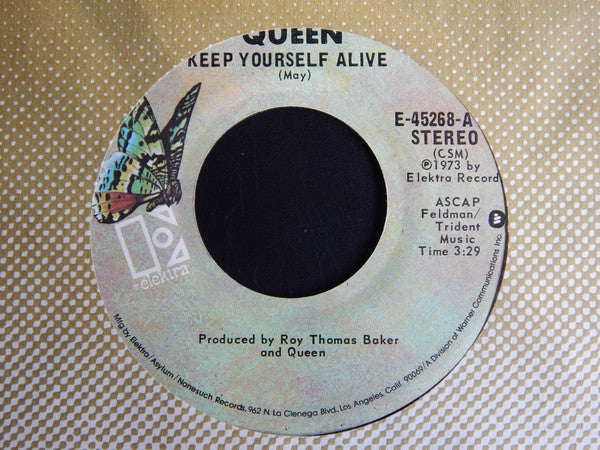 QUEEN
KEEP YOURSELF ALIVE
(May)
E-45268-A
STEREO
(CSM)
℗1973 by
Elektra Record
ASCAP
Feldman/
Trident
Music
Time 3:29
elektra
Produced by Roy Thomas Baker
and Queen
Mfg by Elektra/Asylum/Nonesuch Records, 962 N. La Cienega Blvd., Los Angeles, Calif. 90069/A Division of Warner Communications Inc.